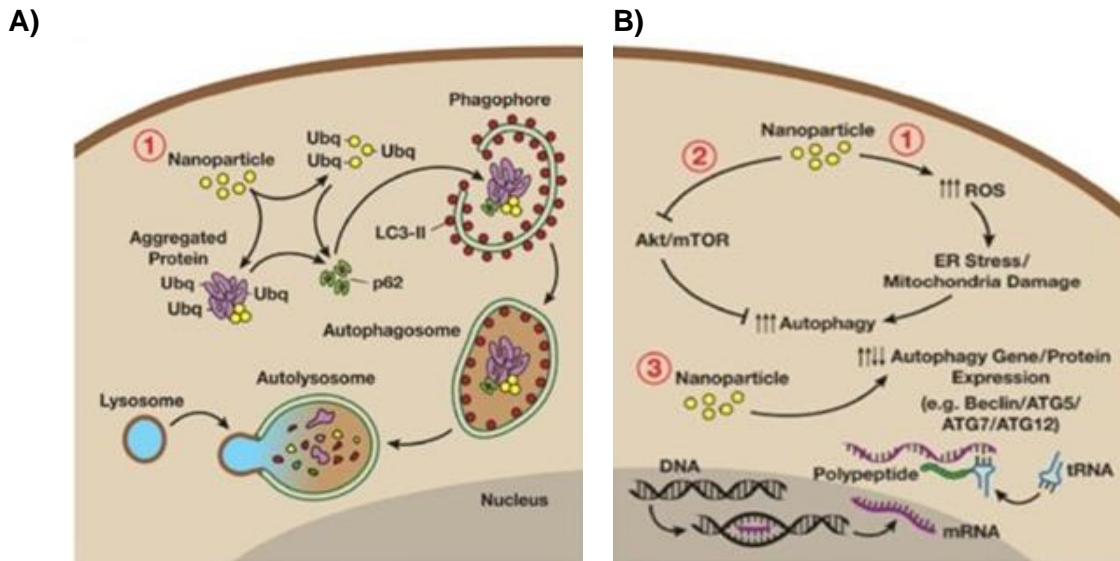 A)
Phagophore
Ubq
Ubq
Ubq
①
Nanoparticle
LC3-II
Aggregated
Protein
Ubq
Ubq
Ubq
p62
Autophagosome
Autolysosome
Lysosome
Nucleus
B)
Nanoparticle
①
②
↑↑↑ ROS
Akt/mTOR
ER Stress/
Mitochondria Damage
↑↑↑ Autophagy
③
Nanoparticle
↑↑↓↓ Autophagy Gene/Protein
Expression
(e.g. Beclin/ATG5/
ATG7/ATG12)
DNA
Polypeptide
tRNA
mRNA